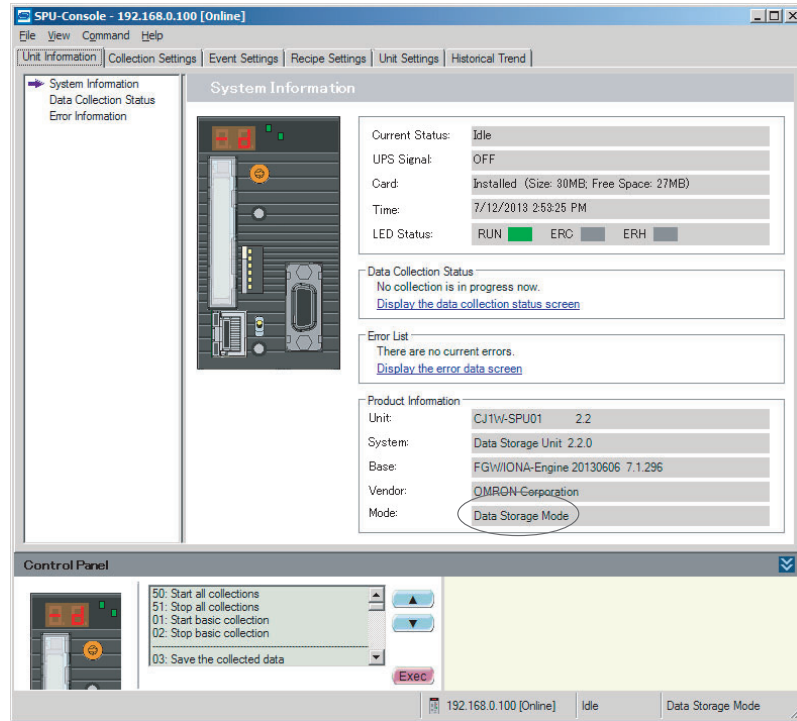 SPU-Console - 192.168.0.100 [Online]
File View Command Help
Unit Information Collection Settings Event Settings Recipe Settings Unit Settings Historical Trend
System Information
Data Collection Status
Error Information
System Information
Current Status: Idle
UPS Signal: OFF
Card: Installed (Size: 30MB; Free Space: 27MB)
Time: 7/12/2013 2:53:25 PM
LED Status: RUN ERC ERH
Data Collection Status
No collection is in progress now.
Display the data collection status screen
Error List
There are no current errors.
Display the error data screen
Product Information
Unit: CJ1W-SPU01 2.2
System: Data Storage Unit 2.2.0
Base: FGW/IONA-Engine 20130606 7.1.296
Vendor: OMRON Corporation
Mode: Data Storage Mode
Control Panel
50: Start all collections
51: Stop all collections
01: Start basic collection
02: Stop basic collection
03: Save the collected data
Exec
192.168.0.100 [Online] Idle Data Storage Mode